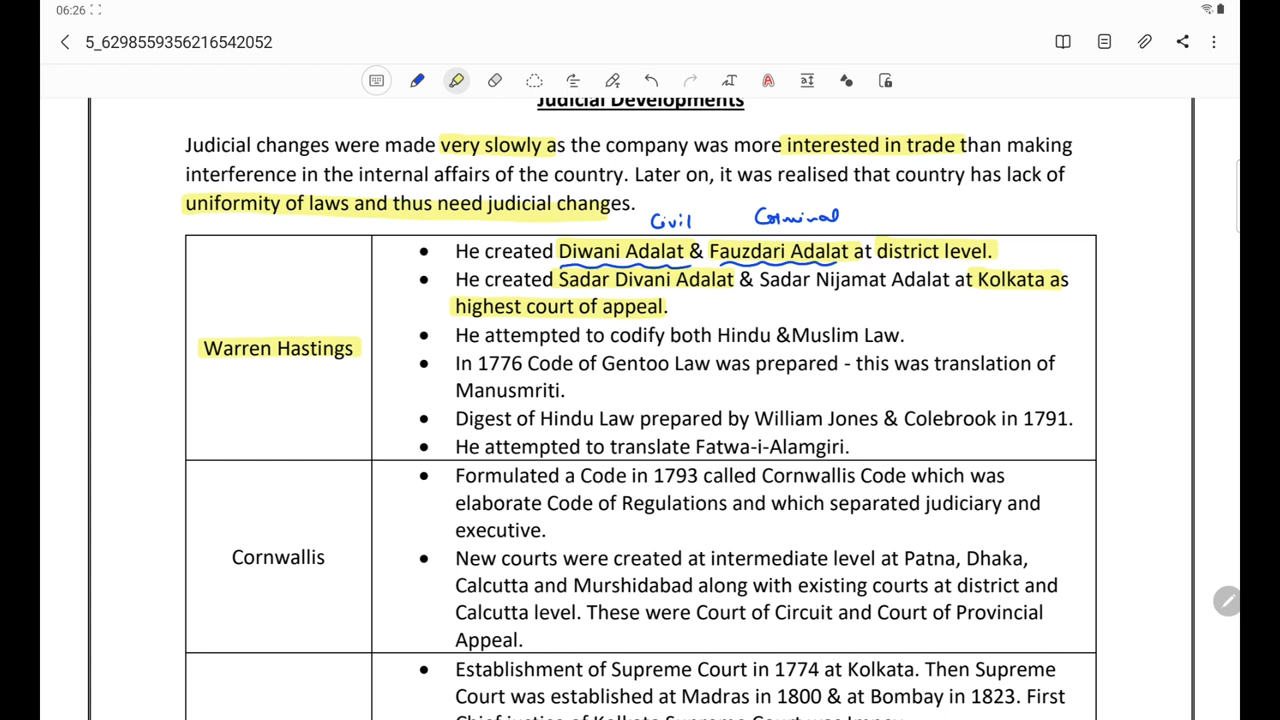 06:26
5_6298559356216542052
Judicial Developments
Judicial changes were made very slowly as the company was more interested in trade than making
interference in the internal affairs of the country. Later on, it was realised that country has lack of
uniformity of laws and thus need judicial changes.
Civil Criminal
• He created Diwani Adalat & Fauzdari Adalat at district level.
• He created Sadar Divani Adalat & Sadar Nijamat Adalat at Kolkata as
highest court of appeal.
Warren Hastings
• He attempted to codify both Hindu &Muslim Law.
• In 1776 Code of Gentoo Law was prepared - this was translation of
Manusmriti.
• Digest of Hindu Law prepared by William Jones & Colebrook in 1791.
• He attempted to translate Fatwa-i-Alamgiri.
Cornwallis
• Formulated a Code in 1793 called Cornwallis Code which was
elaborate Code of Regulations and which separated judiciary and
executive.
• New courts were created at intermediate level at Patna, Dhaka,
Calcutta and Murshidabad along with existing courts at district and
Calcutta level. These were Court of Circuit and Court of Provincial
Appeal.
• Establishment of Supreme Court in 1774 at Kolkata. Then Supreme
Court was established at Madras in 1800 & at Bombay in 1823. First
Chief justice of Kolkata Supreme Court was Impey.